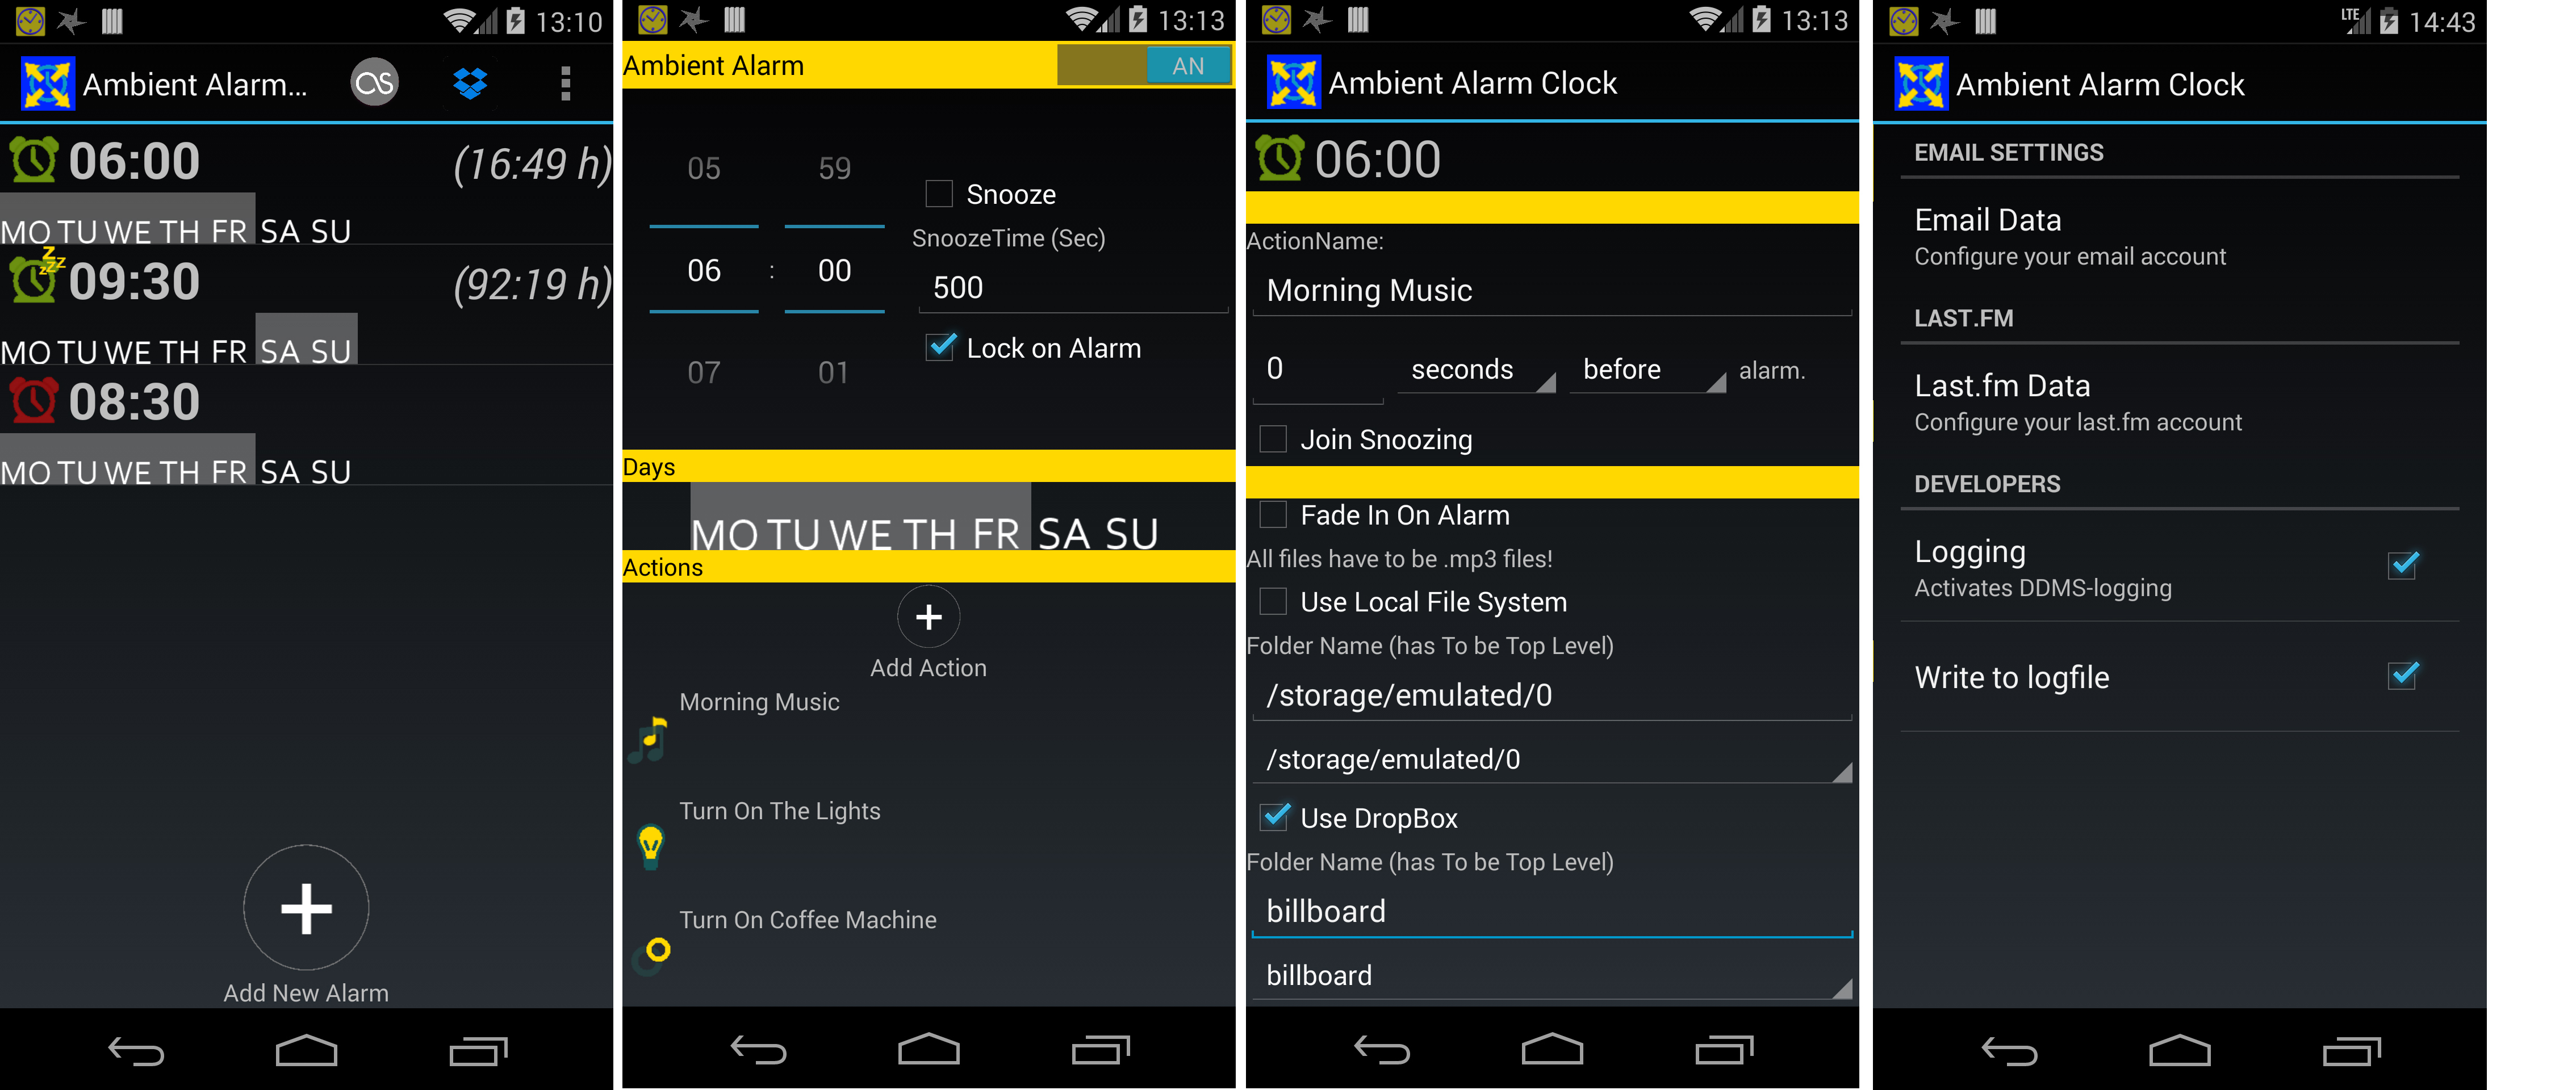 13:10
Ambient Alarm...
06:00 (16:49 h)
MO TU WE TH FR SA SU
09:30 (92:19 h)
MO TU WE TH FR SA SU
08:30
MO TU WE TH FR SA SU
Add New Alarm
13:13
Ambient Alarm AN
05 59
Snooze
SnoozeTime (Sec)
06 : 00
500
Lock on Alarm
07 01
Days
MO TU WE TH FR SA SU
Actions
Add Action
Morning Music
Turn On The Lights
Turn On Coffee Machine
13:13
Ambient Alarm Clock
06:00
ActionName:
Morning Music
0 seconds before alarm.
Join Snoozing
Fade In On Alarm
All files have to be .mp3 files!
Use Local File System
Folder Name (has To be Top Level)
/storage/emulated/0
/storage/emulated/0
Use DropBox
Folder Name (has To be Top Level)
billboard
billboard
LTE 14:43
Ambient Alarm Clock
EMAIL SETTINGS
Email Data
Configure your email account
LAST.FM
Last.fm Data
Configure your last.fm account
DEVELOPERS
Logging
Activates DDMS-logging
Write to logfile